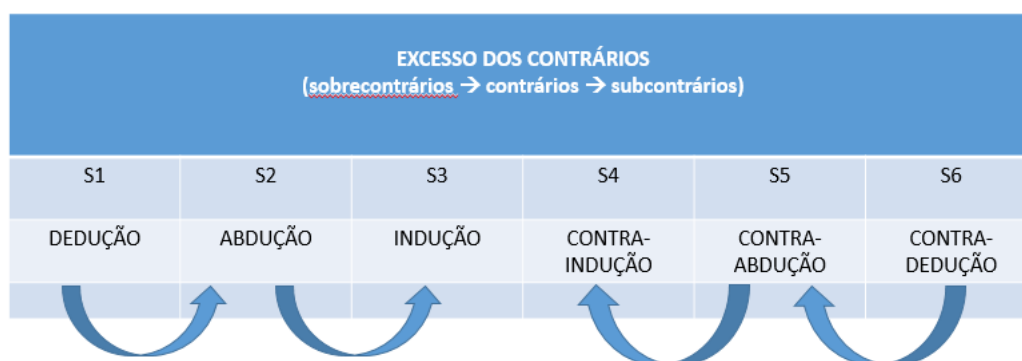 EXCESSO DOS CONTRÁRIOS
(sobrecontrários → contrários → subcontrários)
S1 S2 S3 S4 S5 S6
DEDUÇÃO ABDUÇÃO INDUÇÃO CONTRA- CONTRA- CONTRA-
INDUÇÃO ABDUÇÃO DEDUÇÃO